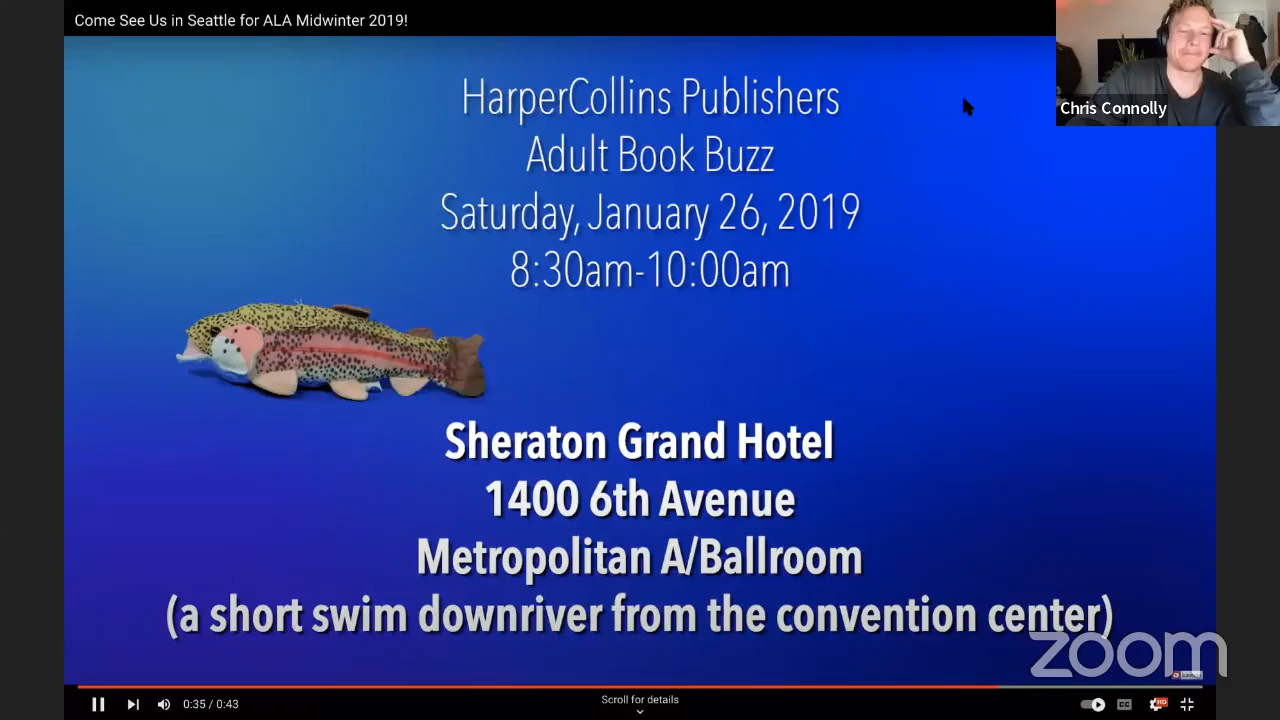 Come See Us in Seattle for ALA Midwinter 2019!
Chris Connolly
HarperCollins Publishers
Adult Book Buzz
Saturday, January 26, 2019
8:30am-10:00am
Sheraton Grand Hotel
1400 6th Avenue
Metropolitan A/Ballroom
(a short swim downriver from the convention center)
zoom
0:35 / 0:43
Scroll for details
CC
HD